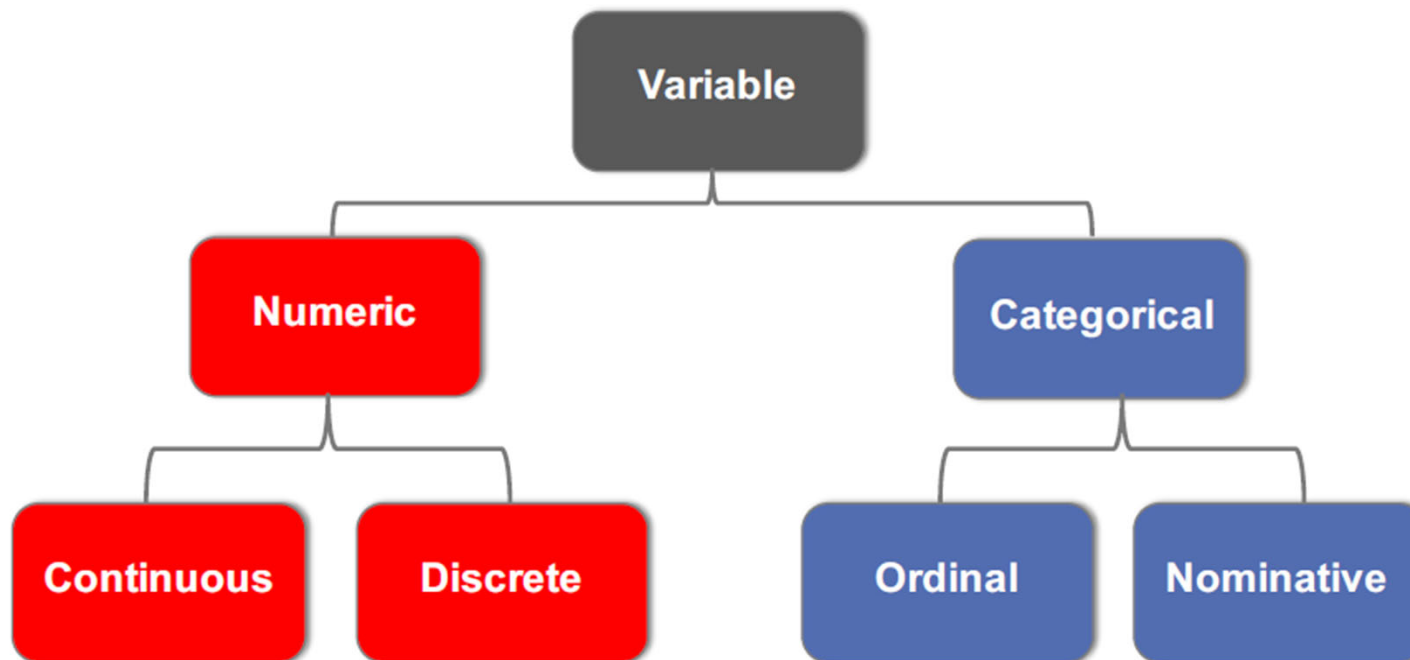 Variable
Numeric
Categorical
Continuous
Discrete
Ordinal
Nominative